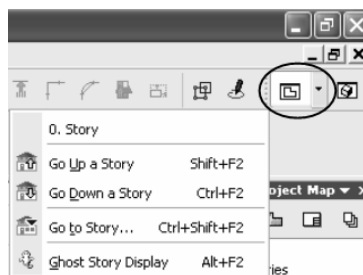 0. Story
Go Up a Story Shift+F2
Go Down a Story Ctrl+F2
oject Map
Go to Story... Ctrl+Shift+F2
Ghost Story Display Alt+F2
ries